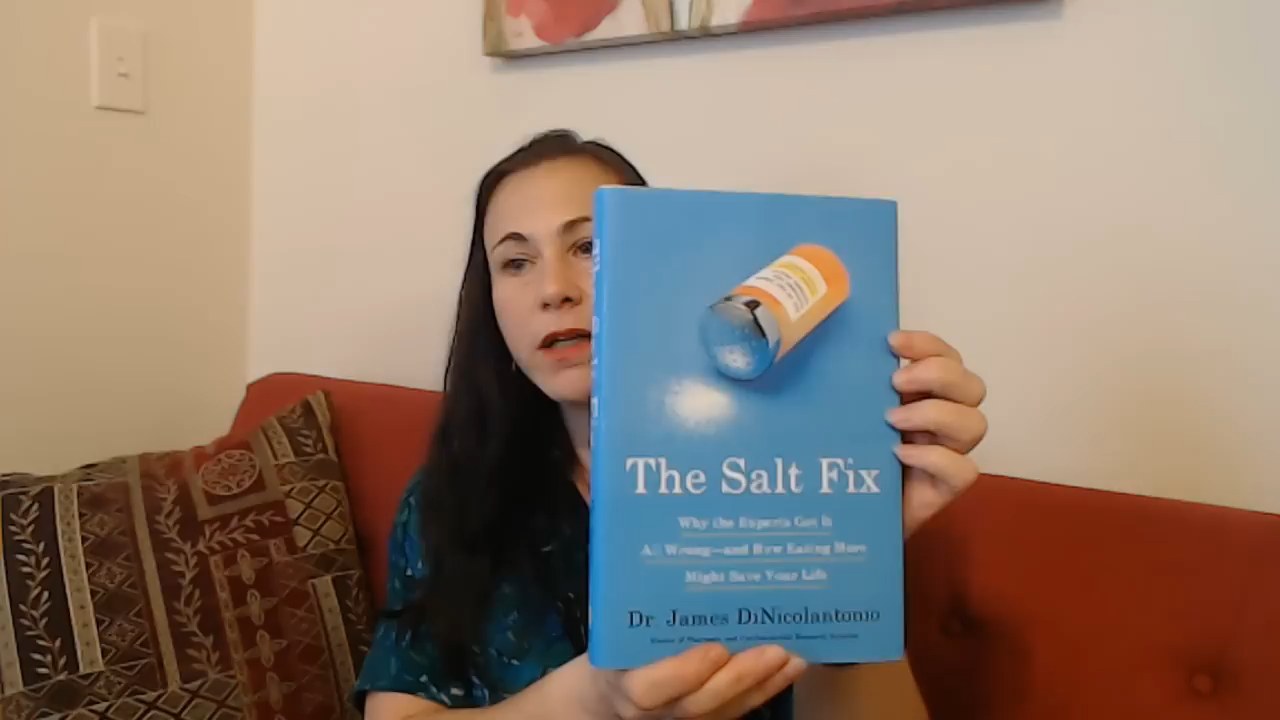 The Salt Fix
Why the Experts Got It
All Wrong—and How Eating More
Might Save Your Life
Dr. James DiNicolantonio